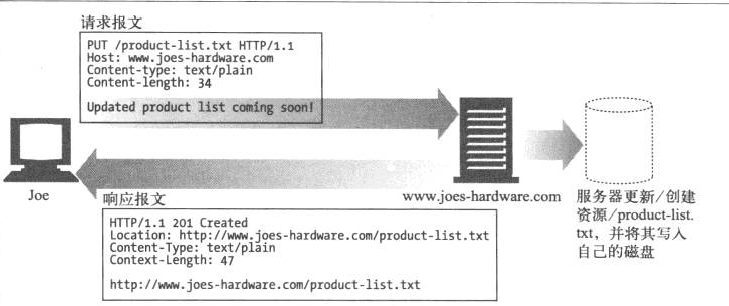 请求报文
PUT /product-list.txt HTTP/1.1
Host: www.joes-hardware.com
Content-type: text/plain
Content-length: 34
Updated product list coming soon!
Joe
www.joes-hardware.com
服务器更新/创建
资源/product-list.
txt，并将其写入
自己的磁盘
响应报文
HTTP/1.1 201 Created
Location: http://www.joes-hardware.com/product-list.txt
Content-Type: text/plain
Context-Length: 47
http://www.joes-hardware.com/product-list.txt